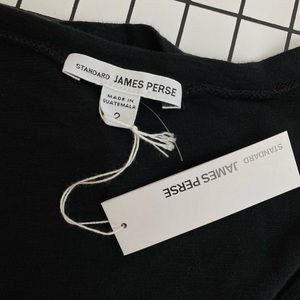 STANDARD JAMES PERSE
MADE IN
GUATEMALA
2
STANDARD JAMES PERSE